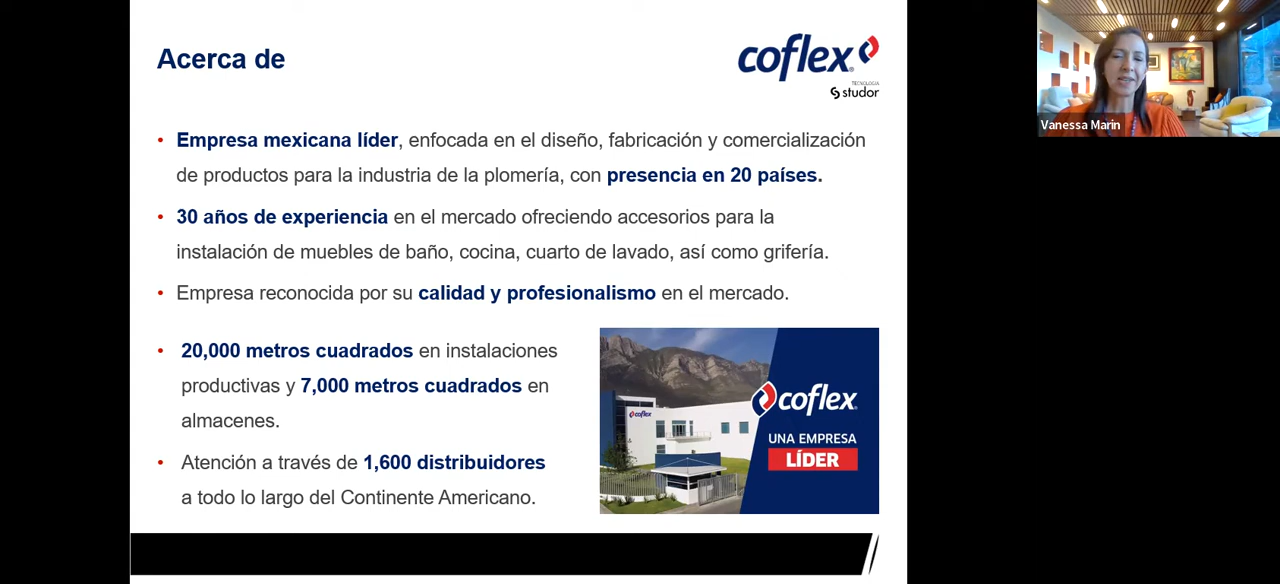 Acerca de
coflex
TECNOLOGÍA
studor
Vanessa Marin
• Empresa mexicana líder, enfocada en el diseño, fabricación y comercialización
de productos para la industria de la plomería, con presencia en 20 países.
• 30 años de experiencia en el mercado ofreciendo accesorios para la
instalación de muebles de baño, cocina, cuarto de lavado, así como grifería.
• Empresa reconocida por su calidad y profesionalismo en el mercado.
• 20,000 metros cuadrados en instalaciones
productivas y 7,000 metros cuadrados en
almacenes.
• Atención a través de 1,600 distribuidores
a todo lo largo del Continente Americano.
coflex
coflex
UNA EMPRESA
LÍDER